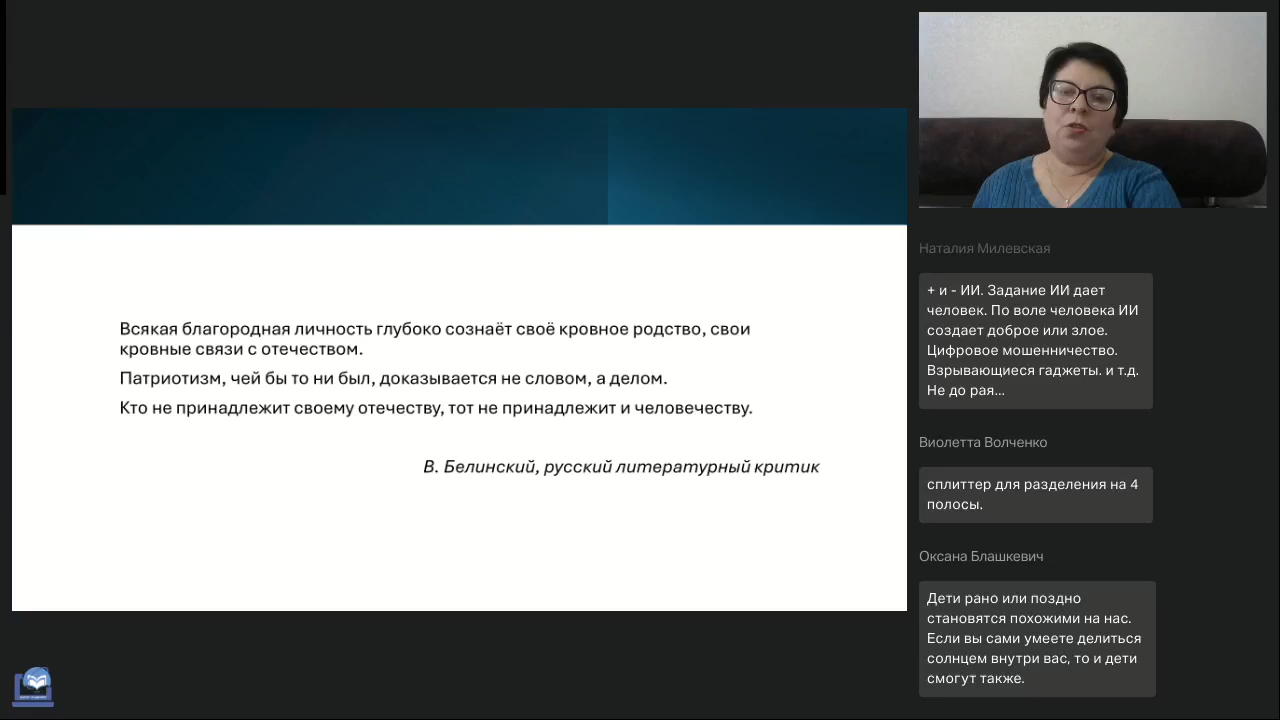 Всякая благородная личность глубоко сознаёт своё кровное родство, свои
кровные связи с отечеством.
Патриотизм, чей бы то ни был, доказывается не словом, а делом.
Кто не принадлежит своему отечеству, тот не принадлежит и человечеству.
В. Белинский, русский литературный критик
Наталия Милевская
+ и - ИИ. Задание ИИ дает
человек. По воле человека ИИ
создает доброе или злое.
Цифровое мошенничество.
Взрывающиеся гаджеты. и т.д.
Не до рая...
Виолетта Волченко
сплиттер для разделения на 4
полосы.
Оксана Блашкевич
Дети рано или поздно
становятся похожими на нас.
Если вы сами умеете делиться
солнцем внутри вас, то и дети
смогут также.